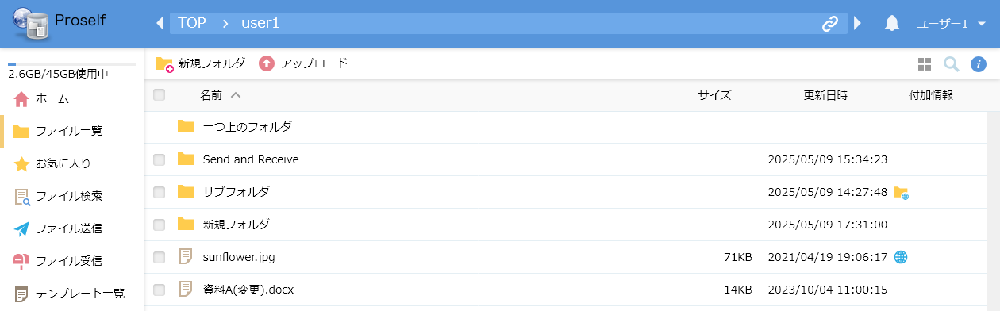 Proself
TOP user1
ユーザー1
2.6GB/45GB使用中
ホーム
ファイル一覧
お気に入り
ファイル検索
ファイル送信
ファイル受信
テンプレート一覧
新規フォルダ アップロード
名前 サイズ 更新日時 付加情報
一つ上のフォルダ
Send and Receive 2025/05/09 15:34:23
サブフォルダ 2025/05/09 14:27:48
新規フォルダ 2025/05/09 17:31:00
sunflower.jpg 71KB 2021/04/19 19:06:17
資料A(変更).docx 14KB 2023/10/04 11:00:15